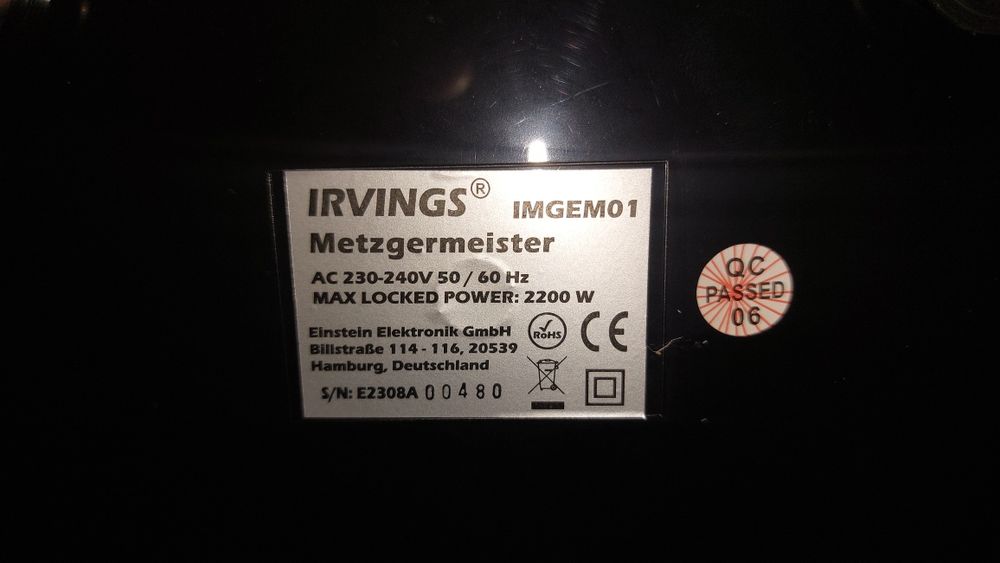 IRVINGS® IMGEM01
Metzgermeister
AC 230-240V 50 / 60 Hz
MAX LOCKED POWER: 2200 W
Einstein Elektronik GmbH
Billstraße 114 - 116, 20539
Hamburg, Deutschland
S/N: E2308A 00480
RoHS
CE
QC
PASSED
06